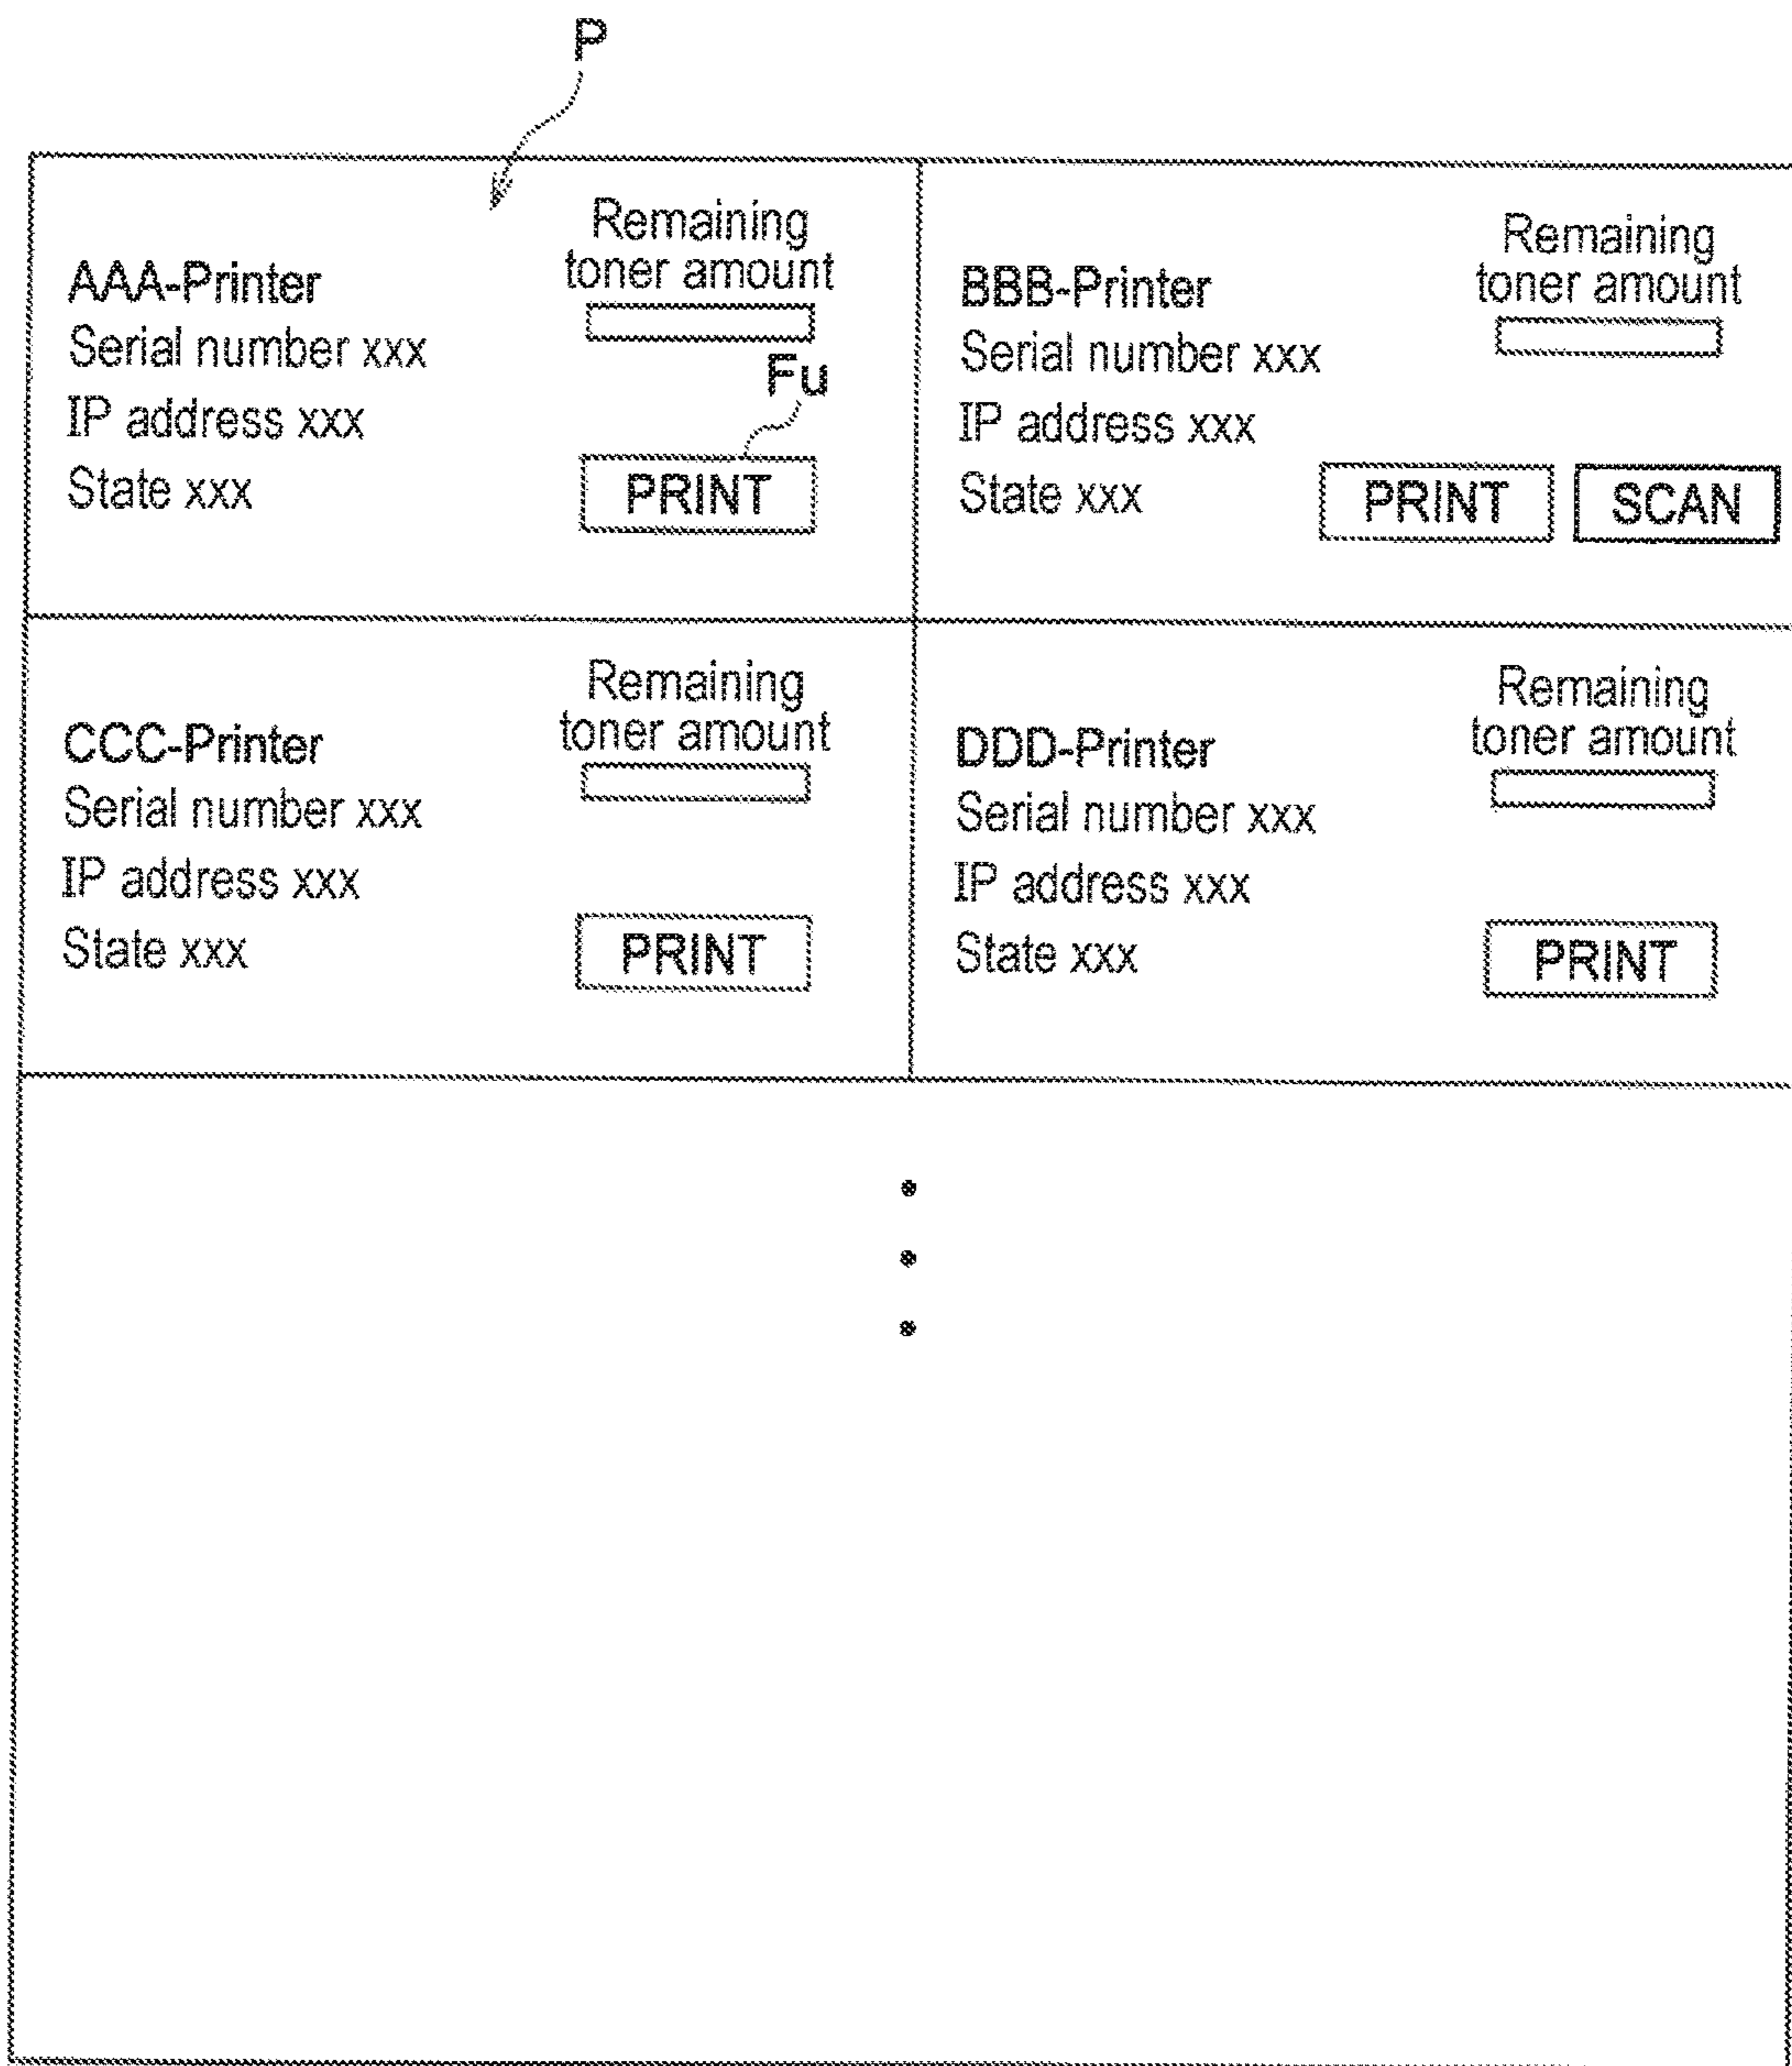 P
AAA-Printer
Serial number xxx
IP address xxx
State xxx
Remaining
toner amount
Fu
PRINT
BBB-Printer
Serial number xxx
IP address xxx
State xxx
Remaining
toner amount
PRINT
SCAN
CCC-Printer
Serial number xxx
IP address xxx
State xxx
Remaining
toner amount
PRINT
DDD-Printer
Serial number xxx
IP address xxx
State xxx
Remaining
toner amount
PRINT